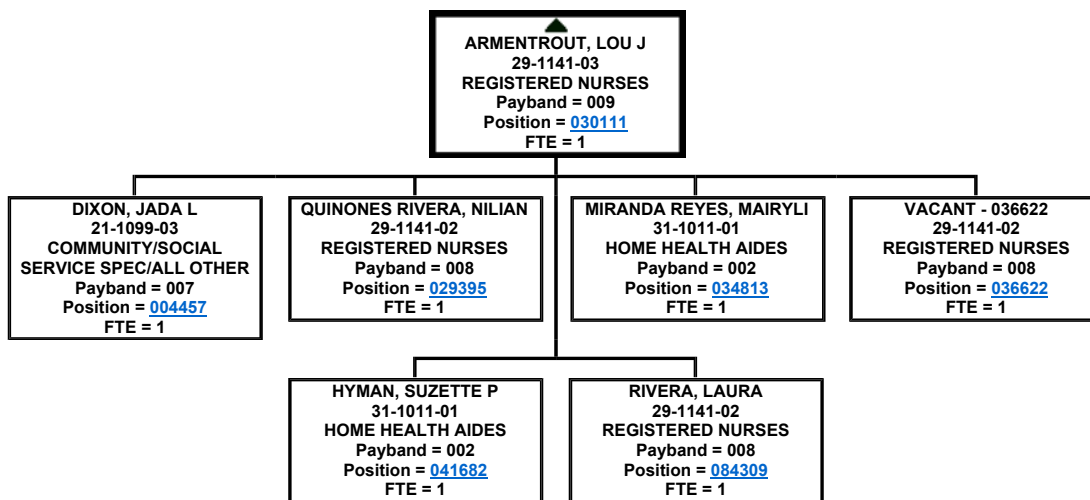 ARMENTROUT, LOU J
29-1141-03
REGISTERED NURSES
Payband = 009
Position = 030111
FTE = 1
DIXON, JADA L
21-1099-03
COMMUNITY/SOCIAL
SERVICE SPEC/ALL OTHER
Payband = 007
Position = 004457
FTE = 1
QUINONES RIVERA, NILIAN
29-1141-02
REGISTERED NURSES
Payband = 008
Position = 029395
FTE = 1
MIRANDA REYES, MAIRYLI
31-1011-01
HOME HEALTH AIDES
Payband = 002
Position = 034813
FTE = 1
VACANT - 036622
29-1141-02
REGISTERED NURSES
Payband = 008
Position = 036622
FTE = 1
HYMAN, SUZETTE P
31-1011-01
HOME HEALTH AIDES
Payband = 002
Position = 041682
FTE = 1
RIVERA, LAURA
29-1141-02
REGISTERED NURSES
Payband = 008
Position = 084309
FTE = 1